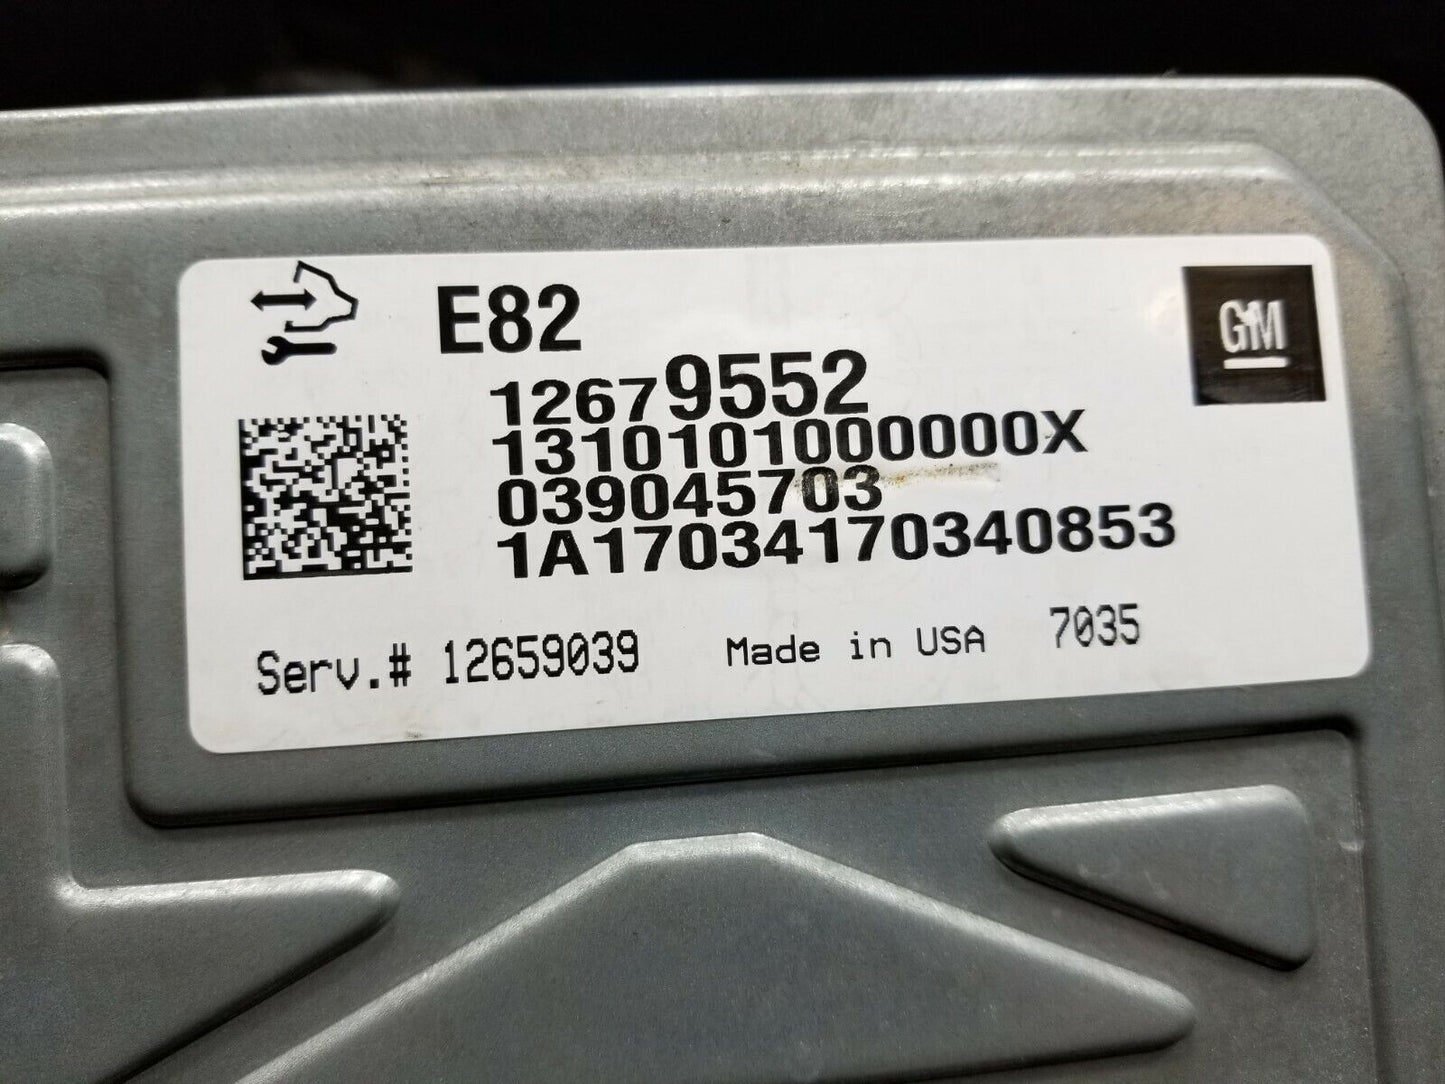 E82
GM
12679552
1310101000000X
039045703
1A17034170340853
Serv.# 12659039 Made in USA 7035